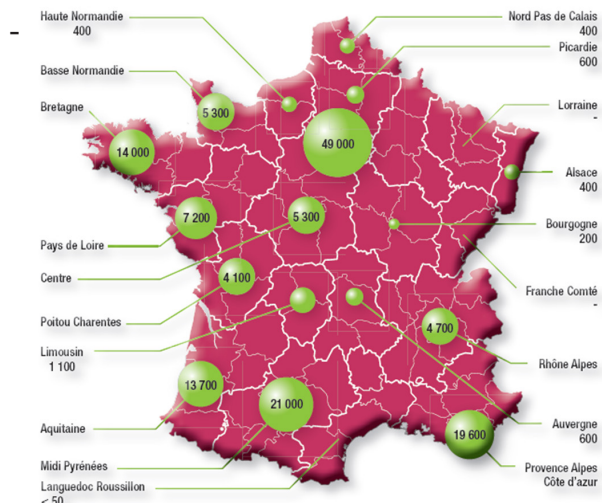 Haute Normandie
400
Nord Pas de Calais
400
Picardie
600
Basse Normandie
Bretagne
5 300
Lorraine
-
14 000
49 000
Alsace
400
7 200
5 300
Bourgogne
200
Pays de Loire
Centre
4 100
Franche Comté
-
Poitou Charentes
4 700
Limousin
1 100
Rhône Alpes
13 700
21 000
Auvergne
600
Aquitaine
19 600
Midi Pyrénées
Provence Alpes
Côte d'azur
Languedoc Roussillon
< 50